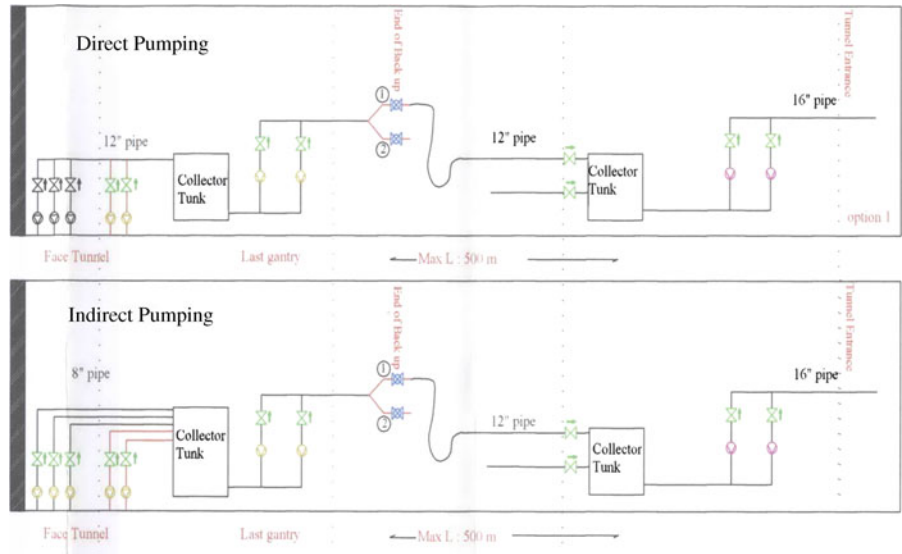 Direct Pumping
End of Back up
Tunnel Entrance
16" pipe
①
12" pipe
12" pipe
②
Collector
Tunk
Collector
Tunk
option 1
Face Tunnel
Last gantry
Max L : 500 m
Indirect Pumping
End of Back up
Tunnel Entrance
8" pipe
①
16" pipe
②
12" pipe
Collector
Tunk
Collector
Tunk
Face Tunnel
Last gantry
Max L : 500 m